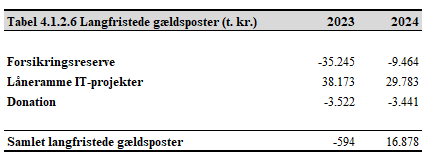 Tabel 4.1.2.6 Langfristede gældsposter (t. kr.) 2023 2024
Forsikringsreserve -35.245 -9.464
Låneramme IT-projekter 38.173 29.783
Donation -3.522 -3.441
Samlet langfristede gældsposter -594 16.878